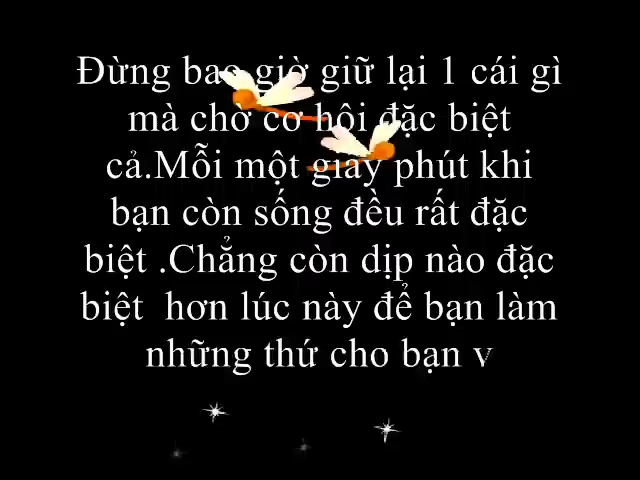 Đừng bao giờ giữ lại 1 cái gì
mà chờ cơ hội đặc biệt
cả.Mỗi một giây phút khi
bạn còn sống đều rất đặc
biệt .Chẳng còn dịp nào đặc
biệt  hơn lúc này để bạn làm
những thứ cho bạn v